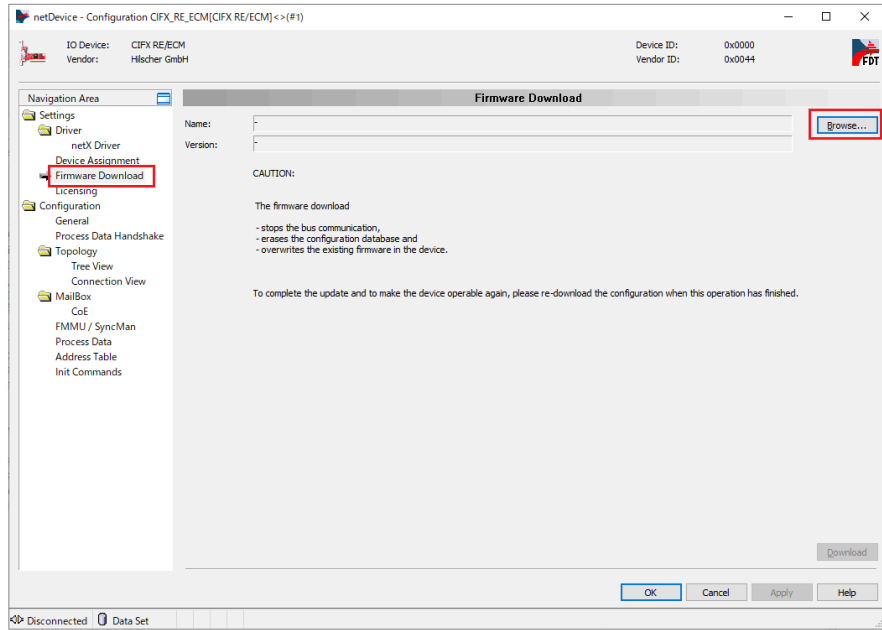 netDevice - Configuration CIFX_RE_ECM[CIFX RE/ECM]<>(#1)
IO Device: CIFX RE/ECM Device ID: 0x0000
Vendor: Hilscher GmbH Vendor ID: 0x0044
FDT
Navigation Area
Firmware Download
Settings
Driver
netX Driver
Device Assignment
Firmware Download
Licensing
Configuration
General
Process Data Handshake
Topology
Tree View
Connection View
MailBox
CoE
FMMU / SyncMan
Process Data
Address Table
Init Commands
Name: - Browse...
Version: -
CAUTION:
The firmware download
- stops the bus communication,
- erases the configuration database and
- overwrites the existing firmware in the device.
To complete the update and to make the device operable again, please re-download the configuration when this operation has finished.
Download
OK Cancel Apply Help
Disconnected Data Set